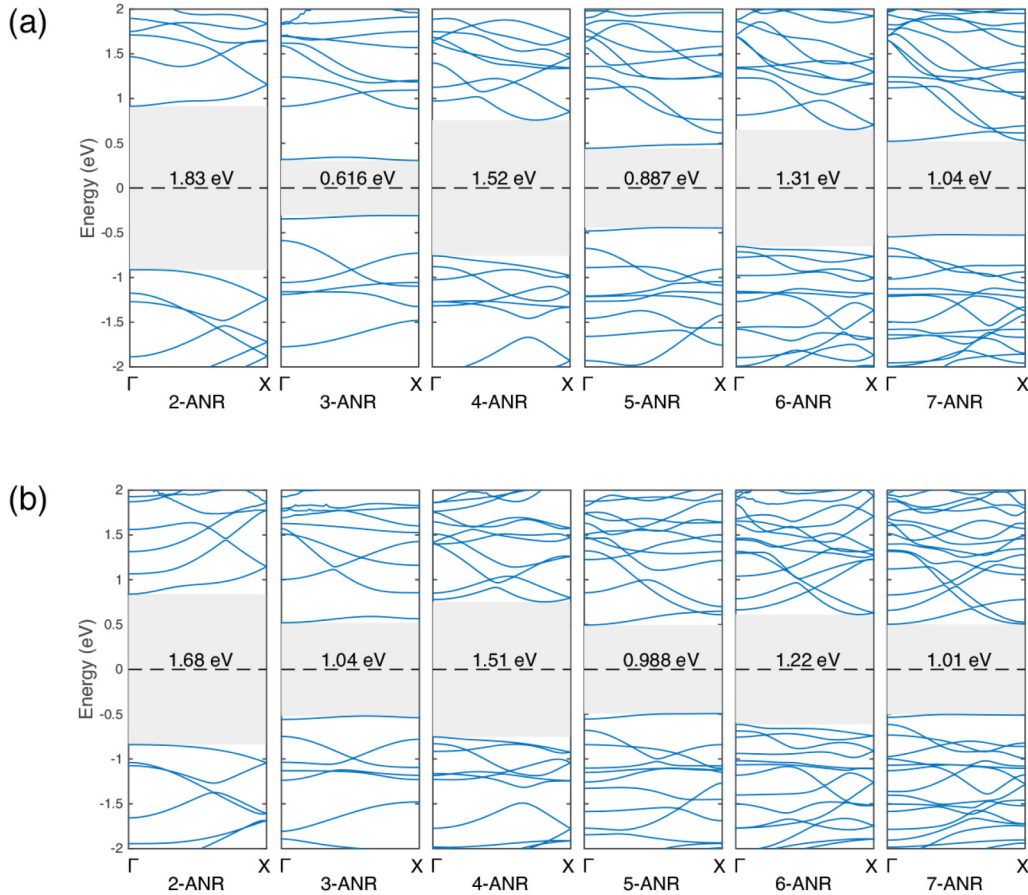 (a)
Energy (eV)
2
1.5
1
0.5
0
-0.5
-1
-1.5
-2
1.83 eV
0.616 eV
1.52 eV
0.887 eV
1.31 eV
1.04 eV
Γ X Γ X Γ X Γ X Γ X Γ X
2-ANR 3-ANR 4-ANR 5-ANR 6-ANR 7-ANR
(b)
Energy (eV)
2
1.5
1
0.5
0
-0.5
-1
-1.5
-2
1.68 eV
1.04 eV
1.51 eV
0.988 eV
1.22 eV
1.01 eV
Γ X Γ X Γ X Γ X Γ X Γ X
2-ANR 3-ANR 4-ANR 5-ANR 6-ANR 7-ANR